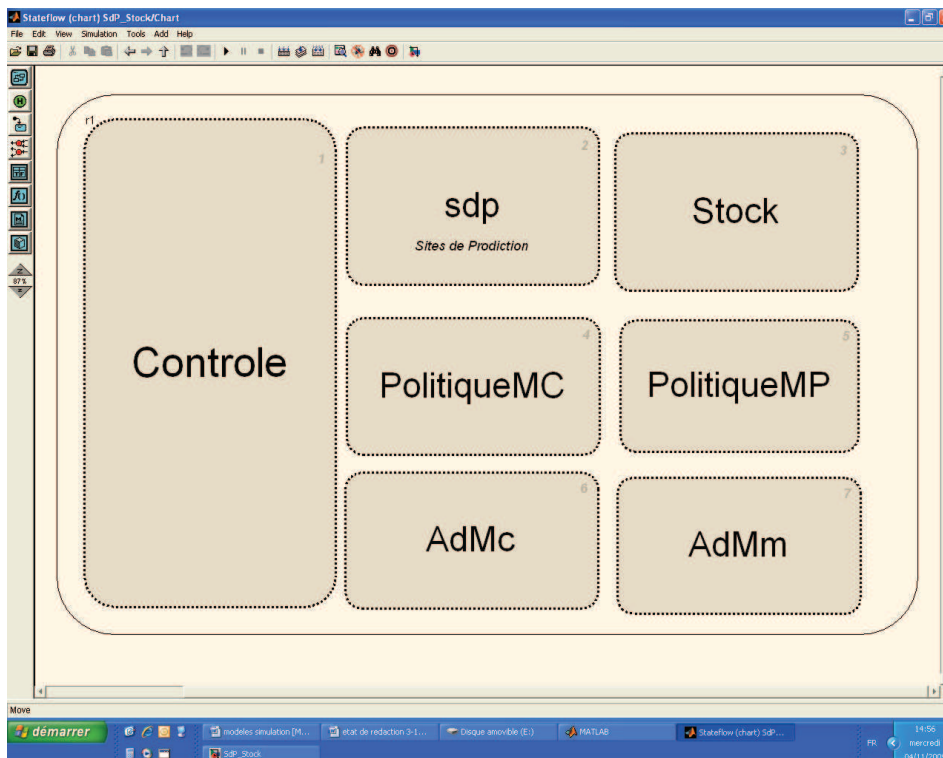 Stateflow (chart) SdP_Stock/Chart
File Edit View Simulation Tools Add Help
r1
1
2
3
sdp
Sites de Prodiction
Stock
Controle
4
5
PolitiqueMC
PolitiqueMP
6
7
AdMc
AdMm
87%
Move
démarrer
modeles simulation [M...
etat de redaction 3-1...
Disque amovible (E:)
MATLAB
Stateflow (chart) SdP...
14:56
SdP_Stock
FR
mercredi